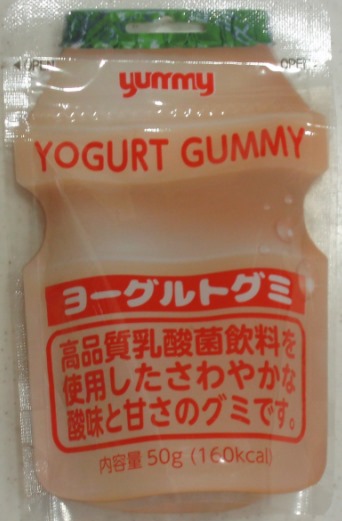 ◄OPEN
OPEN
yummy
YOGURT GUMMY
ヨーグルトグミ
高品質乳酸菌飲料を
使用したさわやかな
酸味と甘さのグミです。
内容量 50g (160kcal)